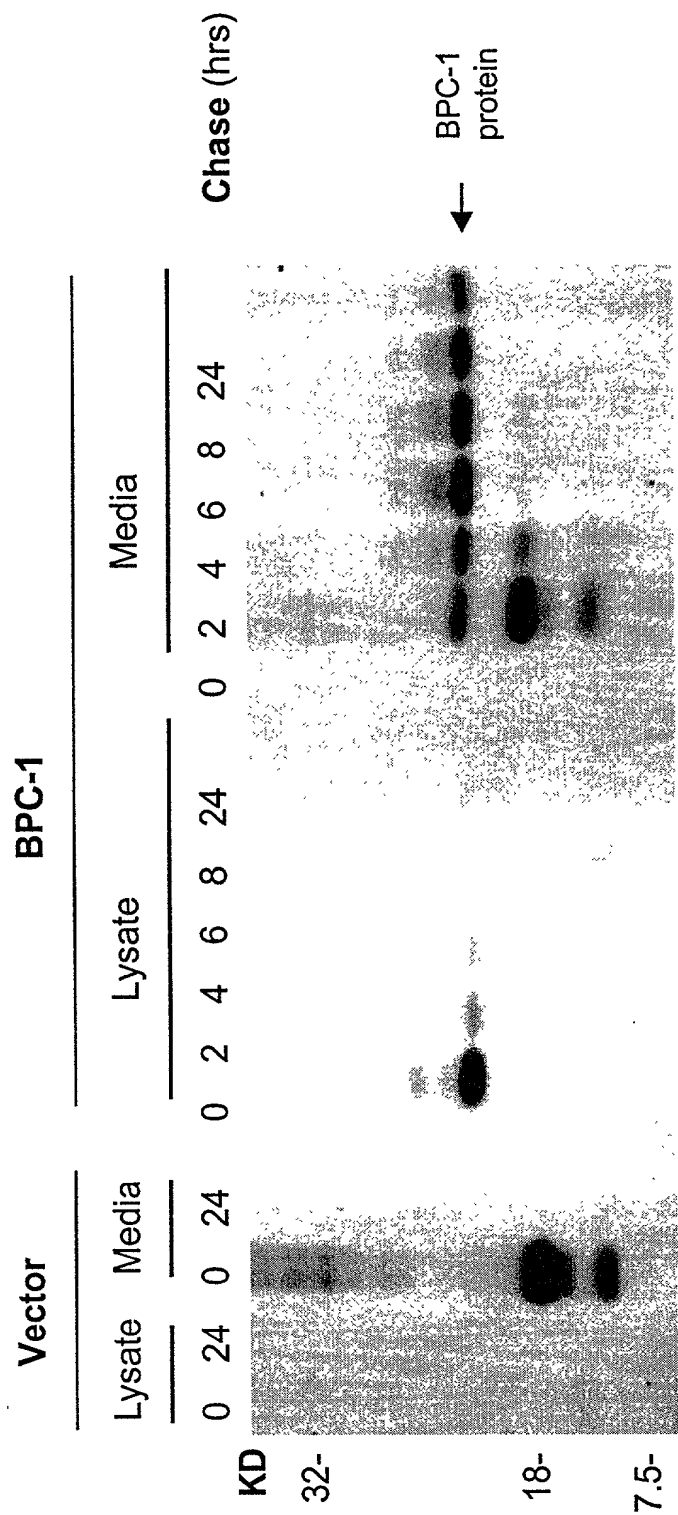 Vector BPC-1
Lysate Media Lysate Media
0 24 0 24 0 2 4 6 8 24 0 2 4 6 8 24 Chase (hrs)
KD
32-
BPC-1
protein
18-
7.5-